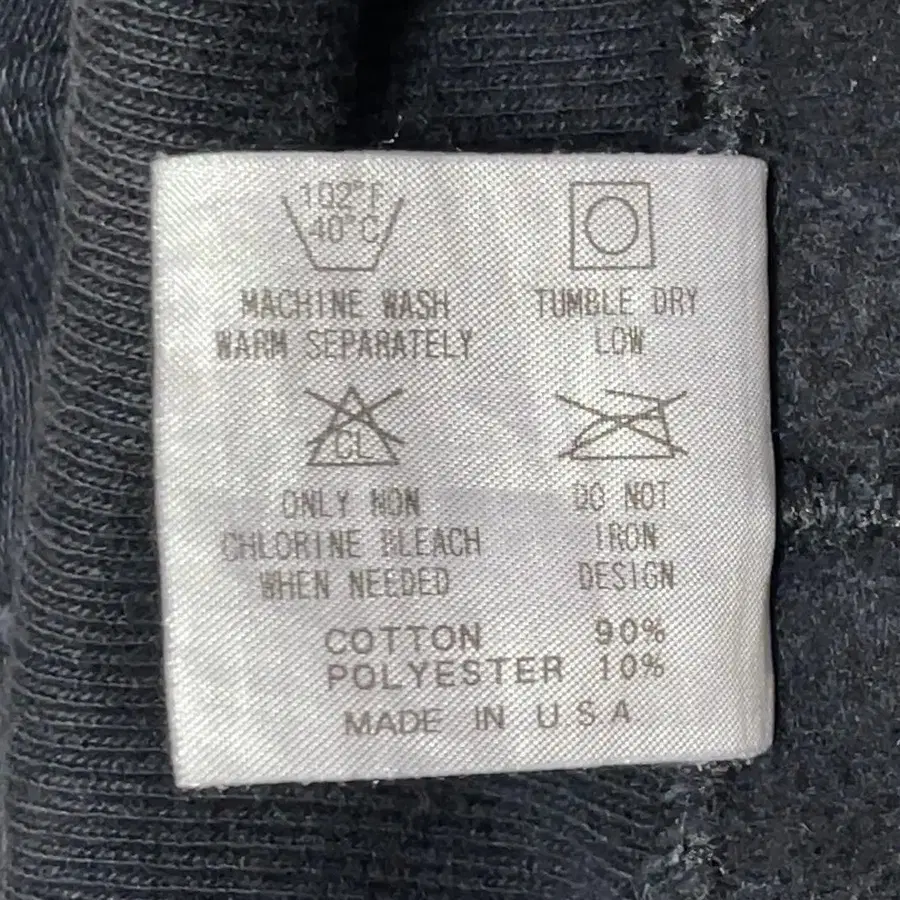 102°F
40°C
MACHINE WASH
WARM SEPARATELY
TUMBLE DRY
LOW
CL
ONLY NON
CHLORINE BLEACH
WHEN NEEDED
DO NOT
IRON
DESIGN
COTTON 90%
POLYESTER 10%
MADE IN U S A